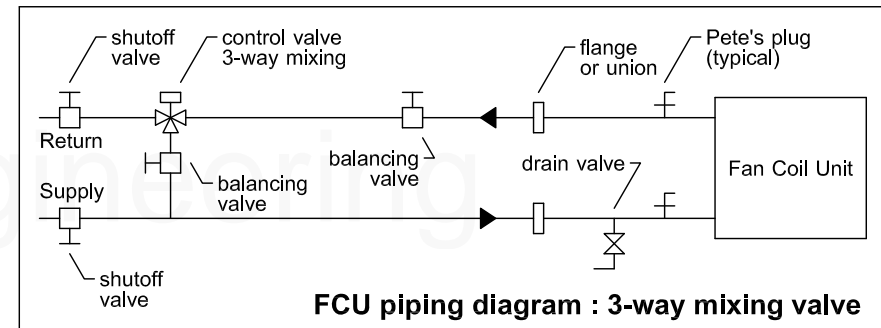 shutoff
valve
control valve
3-way mixing
flange
or union
Pete's plug
(typical)
Return
balancing
valve
drain valve
Fan Coil Unit
Supply
balancing
valve
shutoff
valve
FCU piping diagram : 3-way mixing valve
gineering